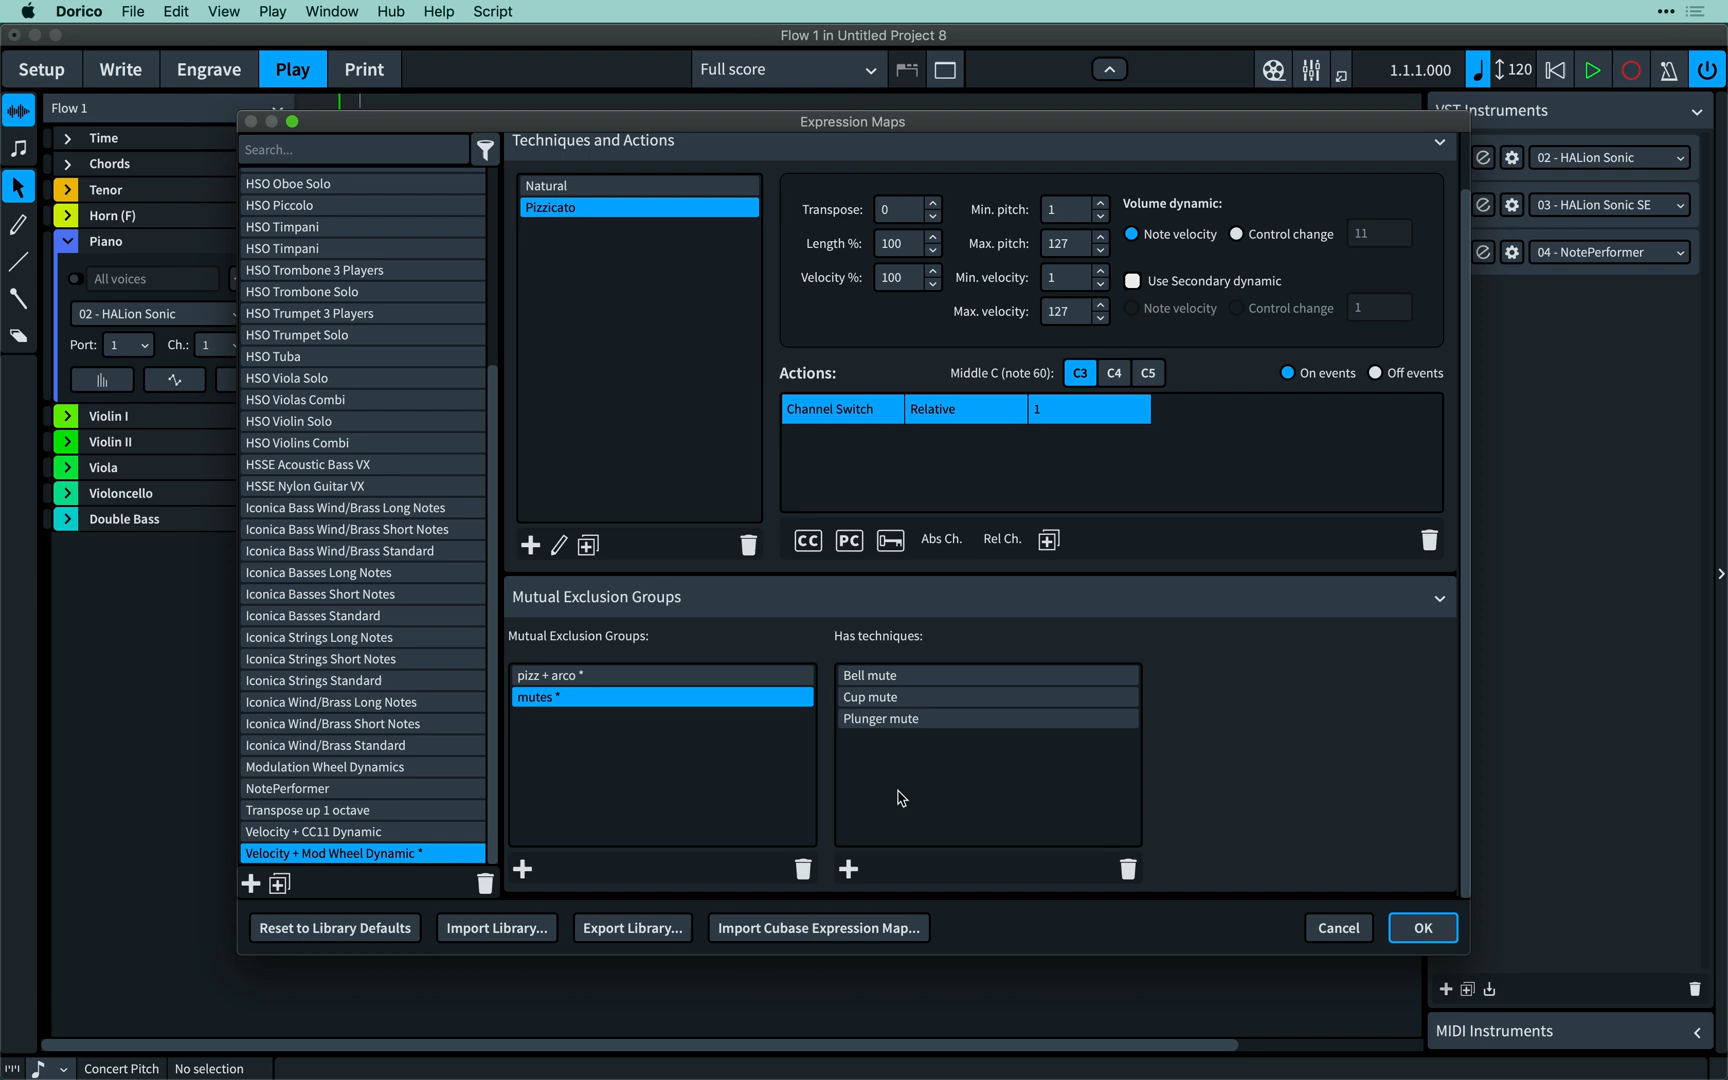 Dorico File Edit View Play Window Hub Help Script
Flow 1 in Untitled Project 8
Setup Write Engrave Play Print
Full score
1.1.1.000
120
Flow 1
Time
Chords
Tenor
Horn (F)
Piano
All voices
02 - HALion Sonic
Port: 1 Ch.: 1
Violin I
Violin II
Viola
Violoncello
Double Bass
Expression Maps
Search...
HSO Oboe Solo
HSO Piccolo
HSO Timpani
HSO Timpani
HSO Trombone 3 Players
HSO Trombone Solo
HSO Trumpet 3 Players
HSO Trumpet Solo
HSO Tuba
HSO Viola Solo
HSO Violas Combi
HSO Violin Solo
HSO Violins Combi
HSSE Acoustic Bass VX
HSSE Nylon Guitar VX
Iconica Bass Wind/Brass Long Notes
Iconica Bass Wind/Brass Short Notes
Iconica Bass Wind/Brass Standard
Iconica Basses Long Notes
Iconica Basses Short Notes
Iconica Basses Standard
Iconica Strings Long Notes
Iconica Strings Short Notes
Iconica Strings Standard
Iconica Wind/Brass Long Notes
Iconica Wind/Brass Short Notes
Iconica Wind/Brass Standard
Modulation Wheel Dynamics
NotePerformer
Transpose up 1 octave
Velocity + CC11 Dynamic
Velocity + Mod Wheel Dynamic *
Techniques and Actions
Natural
Pizzicato
Transpose: 0 Min. pitch: 1 Volume dynamic:
Length %: 100 Max. pitch: 127 Note velocity Control change 11
Velocity %: 100 Min. velocity: 1 Use Secondary dynamic
Max. velocity: 127 Note velocity Control change 1
Actions: Middle C (note 60): C3 C4 C5 On events Off events
Channel Switch Relative 1
CC PC Abs Ch. Rel Ch.
Mutual Exclusion Groups
Mutual Exclusion Groups: Has techniques:
pizz + arco *
mutes *
Bell mute
Cup mute
Plunger mute
Reset to Library Defaults Import Library... Export Library... Import Cubase Expression Map... Cancel OK
VST Instruments
02 - HALion Sonic
03 - HALion Sonic SE
04 - NotePerformer
MIDI Instruments
Concert Pitch No selection